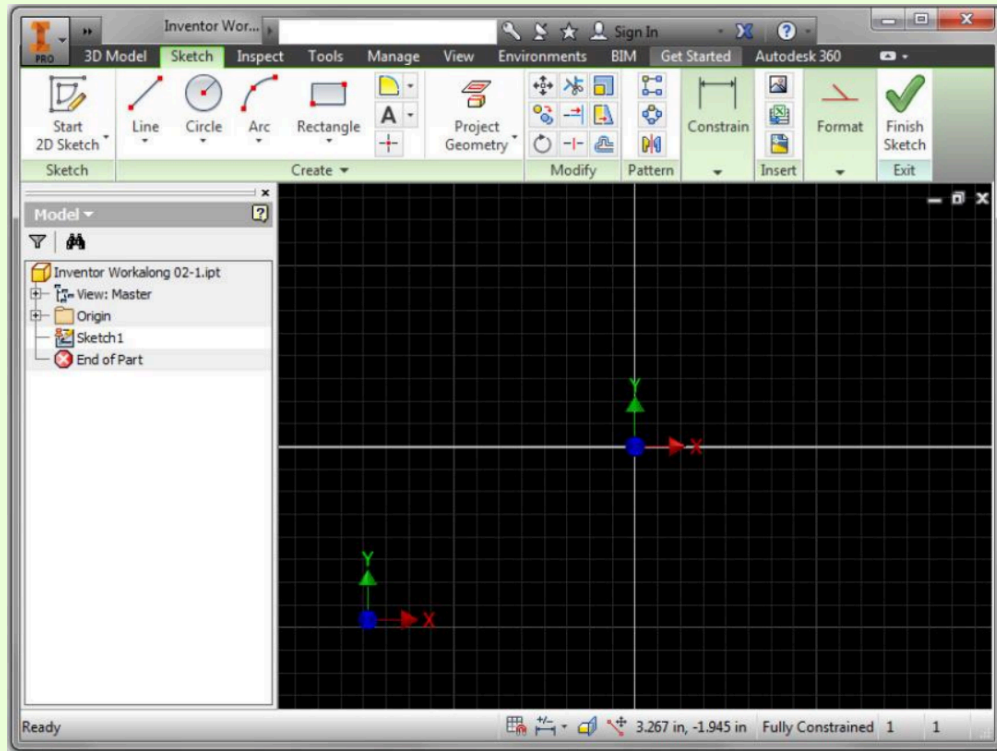 PRO
Inventor Wor...
Sign In
3D Model Sketch Inspect Tools Manage View Environments BIM Get Started Autodesk 360
Start
2D Sketch
Line
Circle
Arc
Rectangle
A
Project
Geometry
Constrain
Format
Finish
Sketch
Sketch Create Modify Pattern Insert Exit
Model
Inventor Workalong 02-1.ipt
View: Master
Origin
Sketch1
End of Part
Y
X
Y
X
Ready 3.267 in, -1.945 in Fully Constrained 1 1